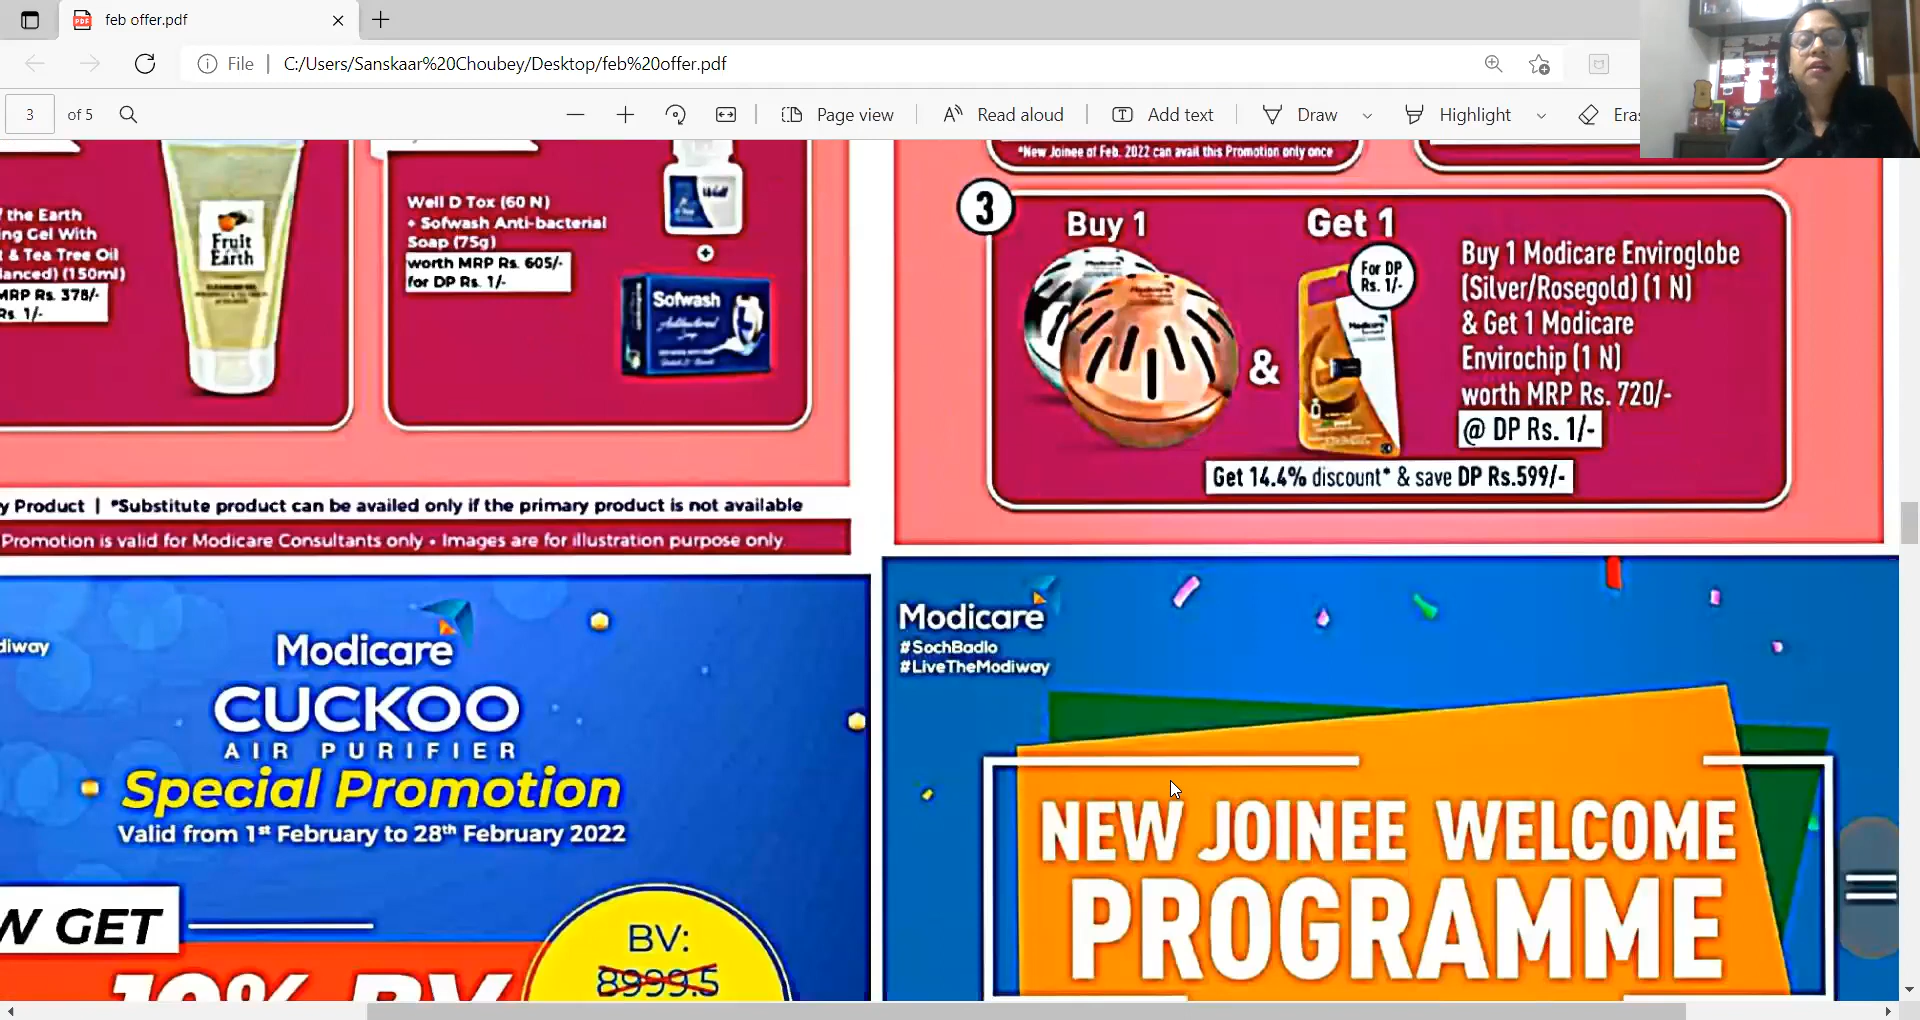 feb offer.pdf
File
C:/Users/Sanskaar%20Choubey/Desktop/feb%20offer.pdf
3 of 5
Page view
Read aloud
Add text
Draw
Highlight
the Earth
ing Gel With
& Tea Tree Oil
(150ml)
MRP Rs. 378/-
Rs. 1/-
Fruit
Earth
Well D Tox (60 N)
+ Sofwash Anti-bacterial
Soap (75g)
worth MRP Rs. 605/-
for DP Rs. 1/-
Well
+
Sofwash
Antibacterial
Soap
*New Joinee of Feb. 2022 can avail this Promotion only once
3
Buy 1
Get 1
For DP
Rs. 1/-
&
Buy 1 Modicare Enviroglobe
(Silver/Rosegold) (1 N)
& Get 1 Modicare
Envirochip (1 N)
worth MRP Rs. 720/-
@ DP Rs. 1/-
Get 14.4% discount* & save DP Rs.599/-
y Product | *Substitute product can be availed only if the primary product is not available
Promotion is valid for Modicare Consultants only • Images are for illustration purpose only
diway
Modicare
CUCKOO
AIR PURIFIER
Special Promotion
Valid from 1st February to 28th February 2022
W GET
10% BV
BV:
8999.5
Modicare
#SochBadlo
#LiveTheModiway
NEW JOINEE WELCOME
PROGRAMME